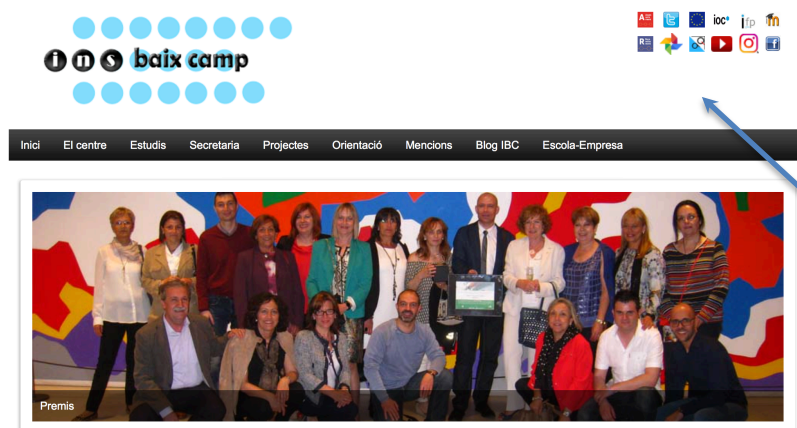 ins baix camp
A
ioc
ifp
R
Inici El centre Estudis Secretaria Projectes Orientació Mencions Blog IBC Escola-Empresa
Premis